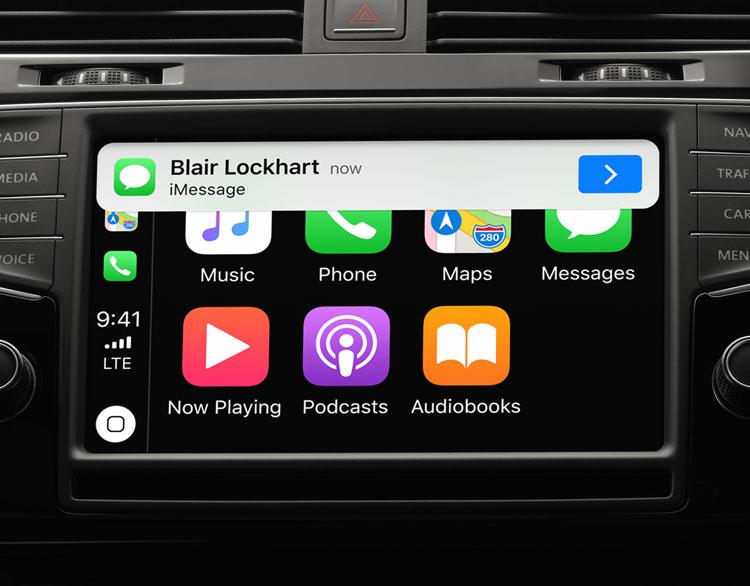 RADIO
MEDIA
PHONE
VOICE
Blair Lockhart now
iMessage
280
Music Phone Maps Messages
9:41
LTE
Now Playing Podcasts Audiobooks
NAV
TRAF
CAR
MEN